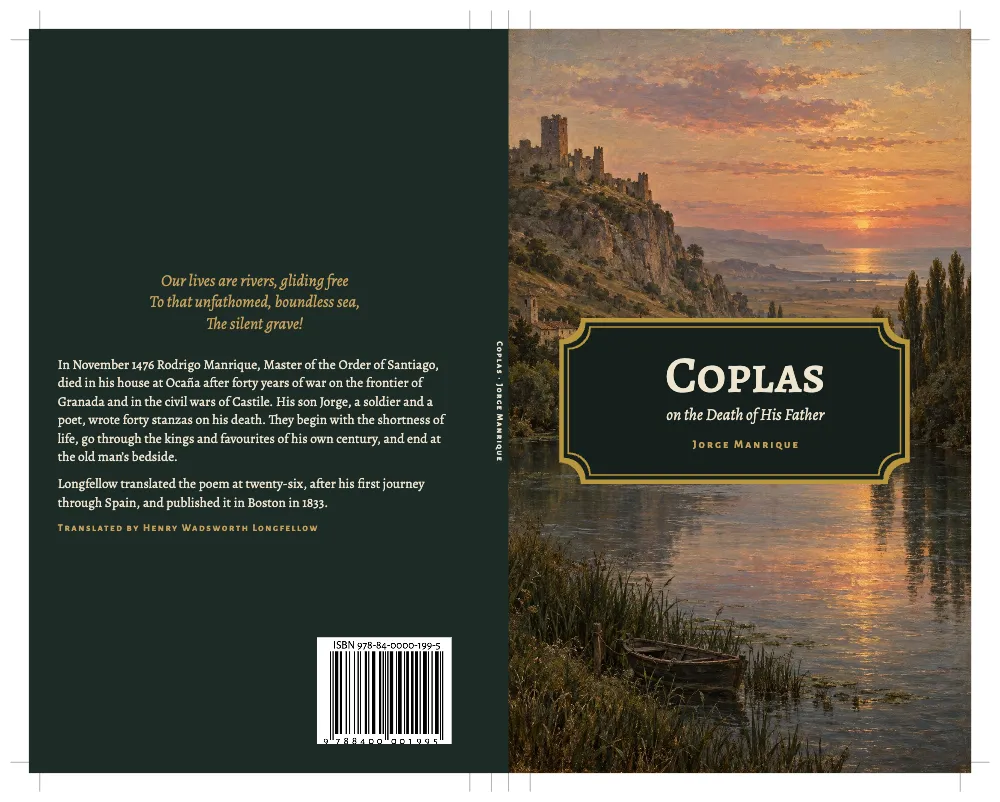 Our lives are rivers, gliding free
To that unfathomed, boundless sea,
The silent grave!
In November 1476 Rodrigo Manrique, Master of the Order of Santiago,
died in his house at Ocaña after forty years of war on the frontier of
Granada and in the civil wars of Castile. His son Jorge, a soldier and a
poet, wrote forty stanzas on his death. They begin with the shortness of
life, go through the kings and favourites of his own century, and end at
the old man's bedside.
Longfellow translated the poem at twenty-six, after his first journey
through Spain, and published it in Boston in 1833.
Translated by Henry Wadsworth Longfellow
ISBN 978-84-0000-199-5
9 788400 001995
Coplas · Jorge Manrique
Coplas
on the Death of His Father
Jorge Manrique